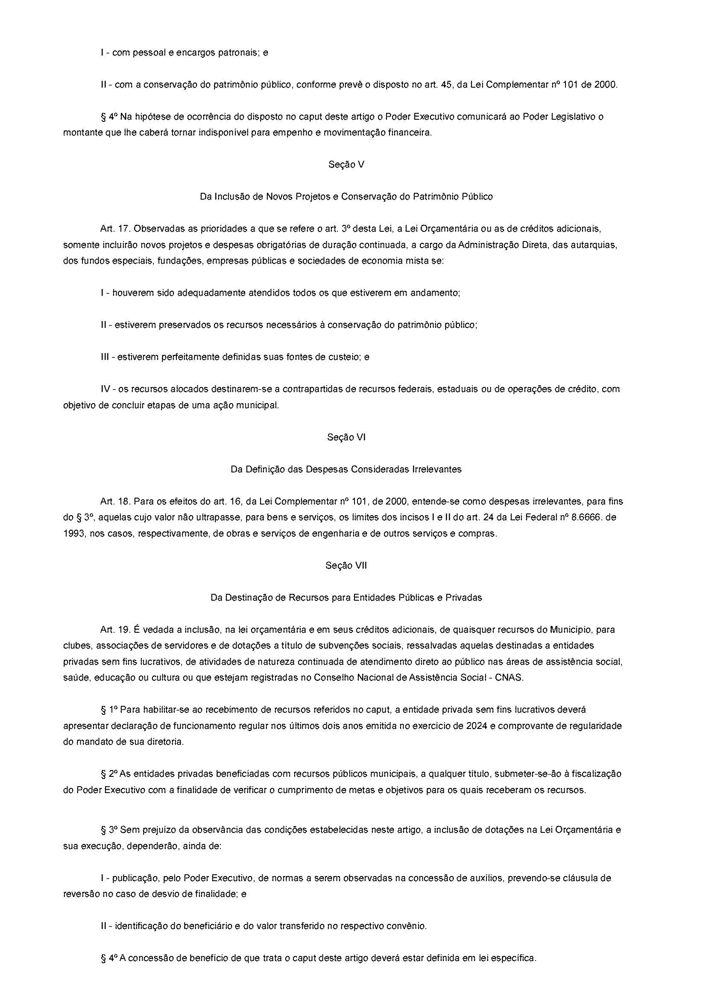 I - com pessoal e encargos patronais; e
II - com a conservação do patrimônio público, conforme prevê o disposto no art. 45, da Lei Complementar nº 101 de 2000.
§ 4º Na hipótese de ocorrência do disposto no caput deste artigo o Poder Executivo comunicará ao Poder Legislativo o
montante que lhe caberá tornar indisponível para empenho e movimentação financeira.
Seção V
Da Inclusão de Novos Projetos e Conservação do Patrimônio Público
Art. 17. Observadas as prioridades a que se refere o art. 3º desta Lei, a Lei Orçamentária ou as de créditos adicionais,
somente incluirão novos projetos e despesas obrigatórias de duração continuada, a cargo da Administração Direta, das autarquias,
dos fundos especiais, fundações, empresas públicas e sociedades de economia mista se:
I - houverem sido adequadamente atendidos todos os que estiverem em andamento;
II - estiverem preservados os recursos necessários à conservação do patrimônio público;
III - estiverem perfeitamente definidas suas fontes de custeio; e
IV - os recursos alocados destinarem-se a contrapartidas de recursos federais, estaduais ou de operações de crédito, com
objetivo de concluir etapas de uma ação municipal.
Seção VI
Da Definição das Despesas Consideradas Irrelevantes
Art. 18. Para os efeitos do art. 16, da Lei Complementar nº 101, de 2000, entende-se como despesas irrelevantes, para fins
do § 3º, aquelas cujo valor não ultrapasse, para bens e serviços, os limites dos incisos I e II do art. 24 da Lei Federal nº 8.6666. de
1993, nos casos, respectivamente, de obras e serviços de engenharia e de outros serviços e compras.
Seção VII
Da Destinação de Recursos para Entidades Públicas e Privadas
Art. 19. É vedada a inclusão, na lei orçamentária e em seus créditos adicionais, de quaisquer recursos do Município, para
clubes, associações de servidores e de dotações a título de subvenções sociais, ressalvadas aquelas destinadas a entidades
privadas sem fins lucrativos, de atividades de natureza continuada de atendimento direto ao público nas áreas de assistência social,
saúde, educação ou cultura ou que estejam registradas no Conselho Nacional de Assistência Social - CNAS.
§ 1º Para habilitar-se ao recebimento de recursos referidos no caput, a entidade privada sem fins lucrativos deverá
apresentar declaração de funcionamento regular nos últimos dois anos emitida no exercício de 2024 e comprovante de regularidade
do mandato de sua diretoria.
§ 2º As entidades privadas beneficiadas com recursos públicos municipais, a qualquer título, submeter-se-ão à fiscalização
do Poder Executivo com a finalidade de verificar o cumprimento de metas e objetivos para os quais receberam os recursos.
§ 3º Sem prejuízo da observância das condições estabelecidas neste artigo, a inclusão de dotações na Lei Orçamentária e
sua execução, dependerão, ainda de:
I - publicação, pelo Poder Executivo, de normas a serem observadas na concessão de auxílios, prevendo-se cláusula de
reversão no caso de desvio de finalidade; e
II - identificação do beneficiário e do valor transferido no respectivo convênio.
§ 4º A concessão de benefício de que trata o caput deste artigo deverá estar definida em lei específica.